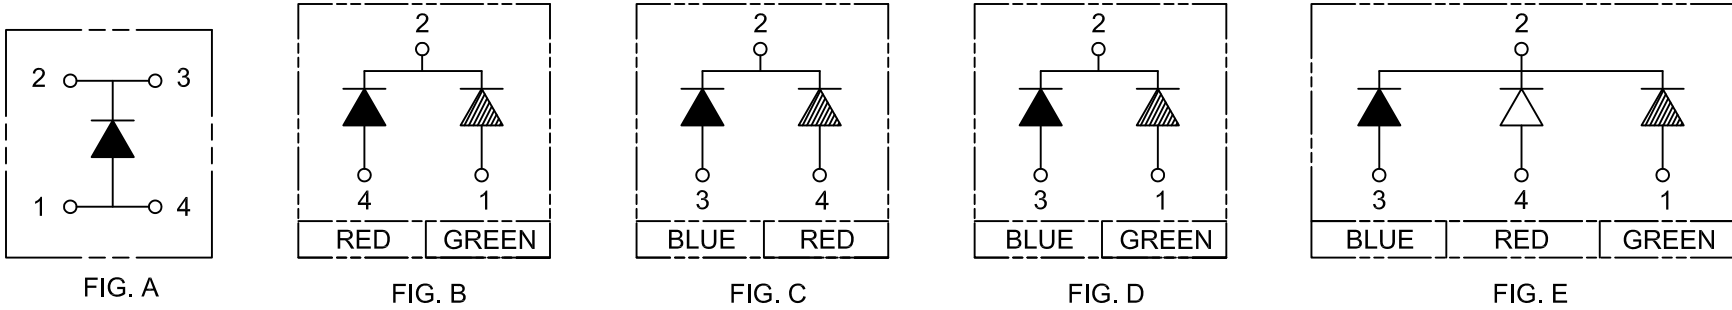 2 3
1 4
FIG. A
2
4 1
RED GREEN
FIG. B
2
3 4
BLUE RED
FIG. C
2
3 1
BLUE GREEN
FIG. D
2
3 4 1
BLUE RED GREEN
FIG. E